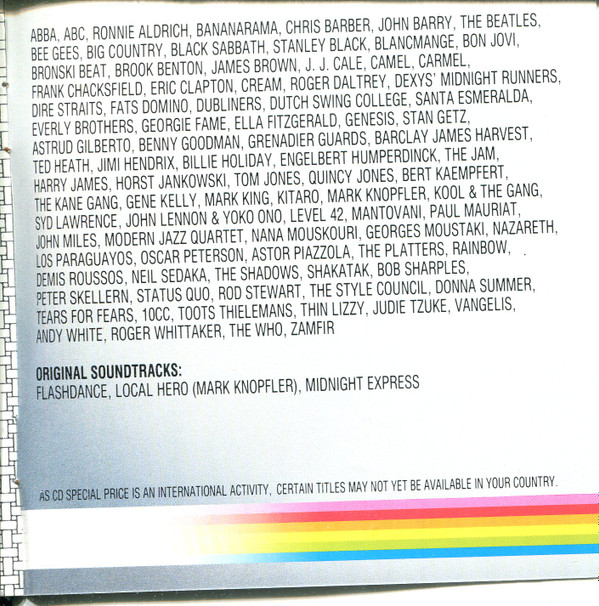 ABBA, ABC, RONNIE ALDRICH, BANANARAMA, CHRIS BARBER, JOHN BARRY, THE BEATLES,
BEE GEES, BIG COUNTRY, BLACK SABBATH, STANLEY BLACK, BLANCMANGE, BON JOVI,
BRONSKI BEAT, BROOK BENTON, JAMES BROWN, J. J. CALE, CAMEL, CARMEL,
FRANK CHACKSFIELD, ERIC CLAPTON, CREAM, ROGER DALTREY, DEXYS' MIDNIGHT RUNNERS,
DIRE STRAITS, FATS DOMINO, DUBLINERS, DUTCH SWING COLLEGE, SANTA ESMERALDA,
EVERLY BROTHERS, GEORGIE FAME, ELLA FITZGERALD, GENESIS, STAN GETZ,
ASTRUD GILBERTO, BENNY GOODMAN, GRENADIER GUARDS, BARCLAY JAMES HARVEST,
TED HEATH, JIMI HENDRIX, BILLIE HOLIDAY, ENGELBERT HUMPERDINCK, THE JAM,
HARRY JAMES, HORST JANKOWSKI, TOM JONES, QUINCY JONES, BERT KAEMPFERT,
THE KANE GANG, GENE KELLY, MARK KING, KITARO, MARK KNOPFLER, KOOL & THE GANG,
SYD LAWRENCE, JOHN LENNON & YOKO ONO, LEVEL 42, MANTOVANI, PAUL MAURIAT,
JOHN MILES, MODERN JAZZ QUARTET, NANA MOUSKOURI, GEORGES MOUSTAKI, NAZARETH,
LOS PARAGUAYOS, OSCAR PETERSON, ASTOR PIAZZOLA, THE PLATTERS, RAINBOW,
DEMIS ROUSSOS, NEIL SEDAKA, THE SHADOWS, SHAKATAK, BOB SHARPLES,
PETER SKELLERN, STATUS QUO, ROD STEWART, THE STYLE COUNCIL, DONNA SUMMER,
TEARS FOR FEARS, 10CC, TOOTS THIELEMANS, THIN LIZZY, JUDIE TZUKE, VANGELIS,
ANDY WHITE, ROGER WHITTAKER, THE WHO, ZAMFIR
ORIGINAL SOUNDTRACKS:
FLASHDANCE, LOCAL HERO (MARK KNOPFLER), MIDNIGHT EXPRESS
AS CD SPECIAL PRICE IS AN INTERNATIONAL ACTIVITY, CERTAIN TITLES MAY NOT YET BE AVAILABLE IN YOUR COUNTRY.